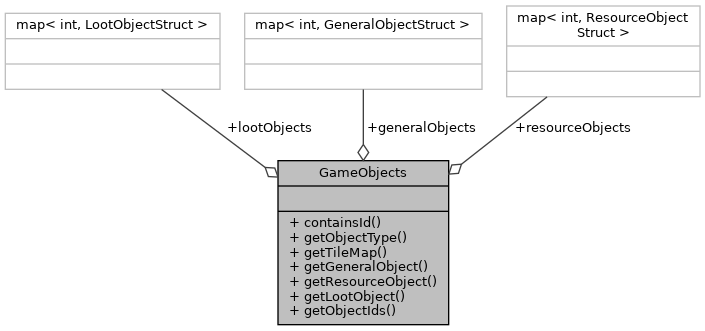 map< int, LootObjectStruct >
map< int, GeneralObjectStruct >
map< int, ResourceObject
Struct >
+lootObjects
+generalObjects
+resourceObjects
GameObjects
+ containsId()
+ getObjectType()
+ getTileMap()
+ getGeneralObject()
+ getResourceObject()
+ getLootObject()
+ getObjectIds()